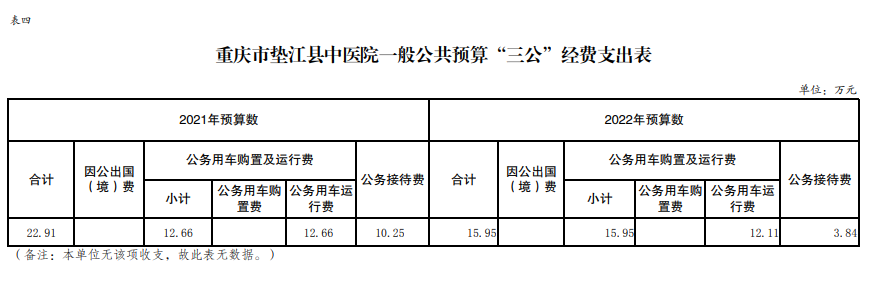 表四
重庆市垫江县中医院一般公共预算“三公”经费支出表
单位：万元
2021年预算数 2022年预算数
合计 因公出国（境）费 公务用车购置及运行费 公务接待费 合计 因公出国（境）费 公务用车购置及运行费 公务接待费
小计 公务用车购置费 公务用车运行费 小计 公务用车购置费 公务用车运行费
22.91 12.66 12.66 10.25 15.95 15.95 12.11 3.84
（备注：本单位无该项收支，故此表无数据。）